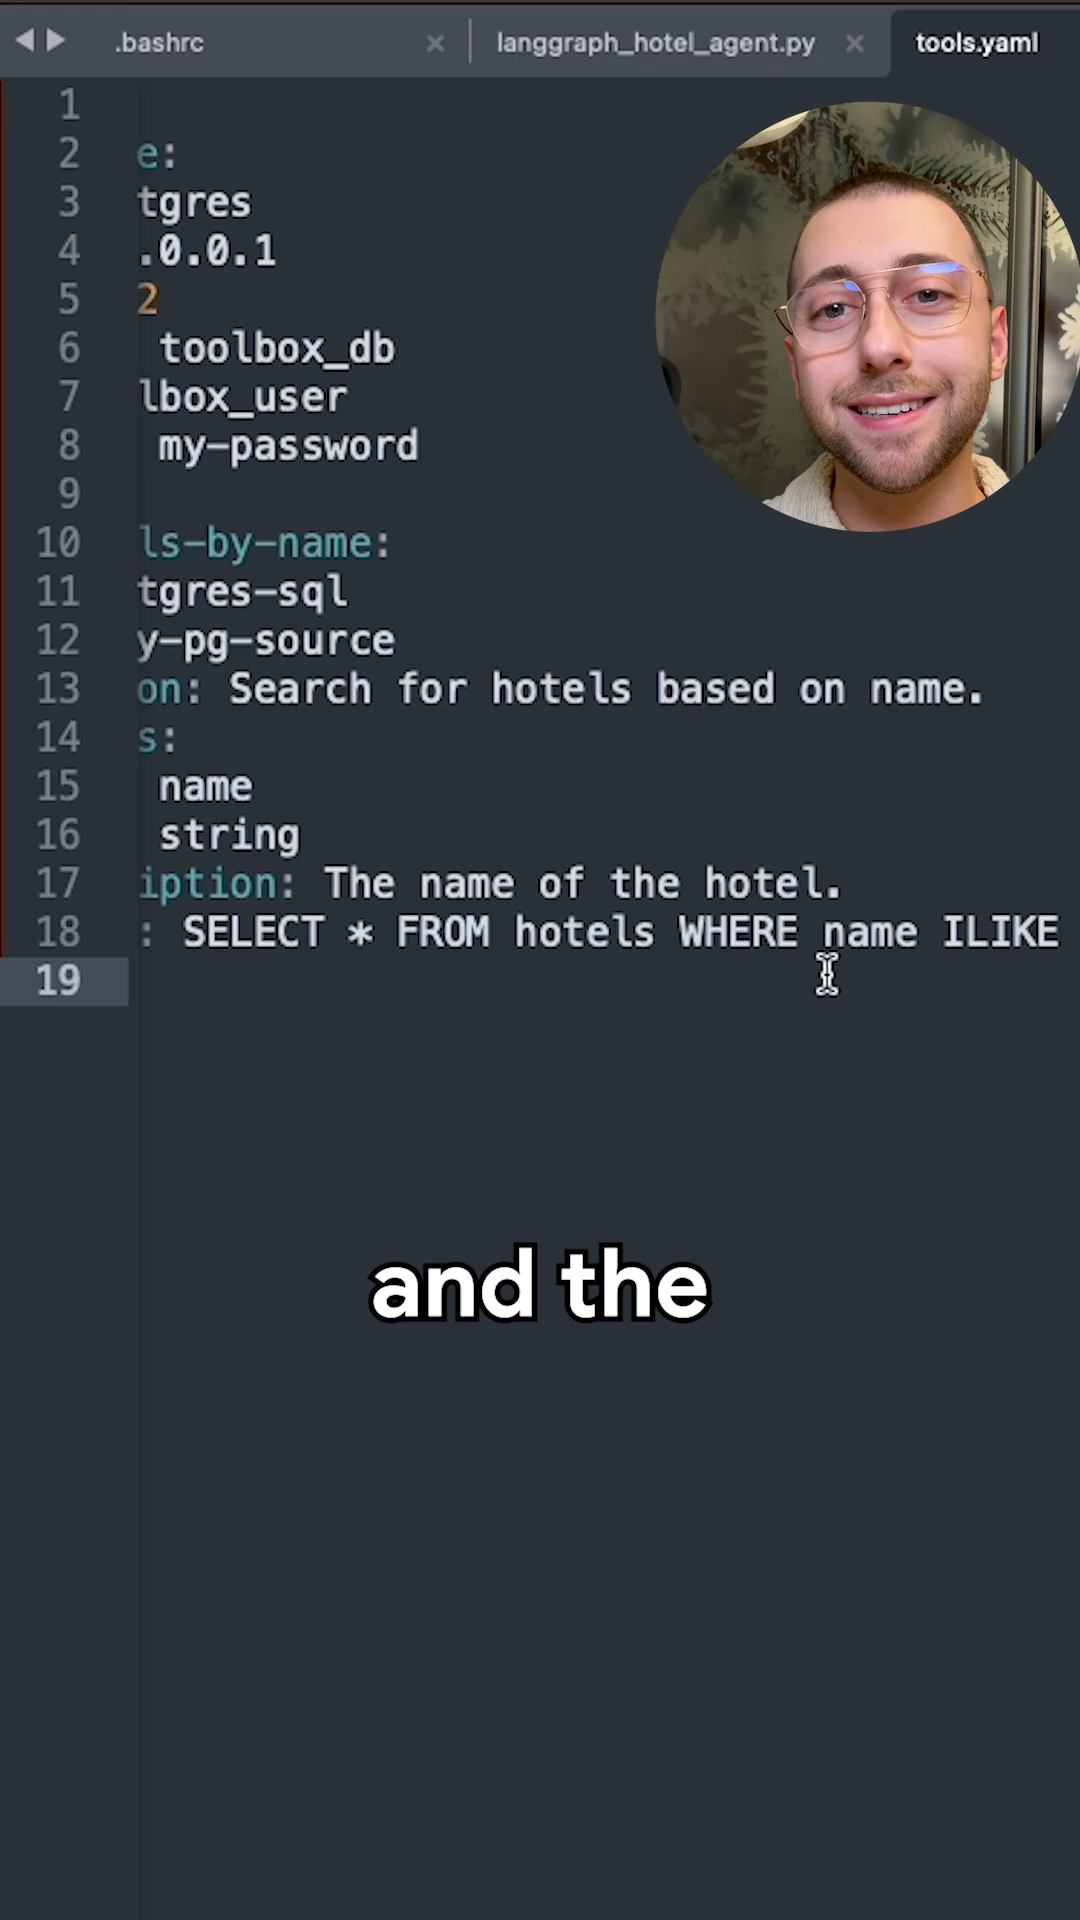 .bashrc
langgraph_hotel_agent.py
tools.yaml
1
2 e:
3 tgres
4 .0.0.1
5 2
6 toolbox_db
7 lbox_user
8 my-password
9
10 ls-by-name:
11 tgres-sql
12 y-pg-source
13 on: Search for hotels based on name.
14 s:
15 name
16 string
17 iption: The name of the hotel.
18 : SELECT * FROM hotels WHERE name ILIKE
19
and the